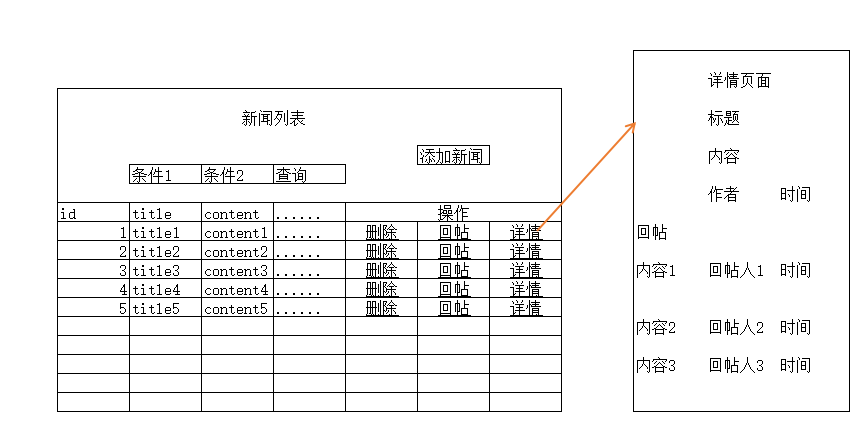 新闻列表
添加新闻
条件1 条件2 查询
id title content ...... 操作
1 title1 content1 ...... 删除 回帖 详情
2 title2 content2 ...... 删除 回帖 详情
3 title3 content3 ...... 删除 回帖 详情
4 title4 content4 ...... 删除 回帖 详情
5 title5 content5 ...... 删除 回帖 详情
详情页面
标题
内容
作者 时间
回帖
内容1 回帖人1 时间
内容2 回帖人2 时间
内容3 回帖人3 时间